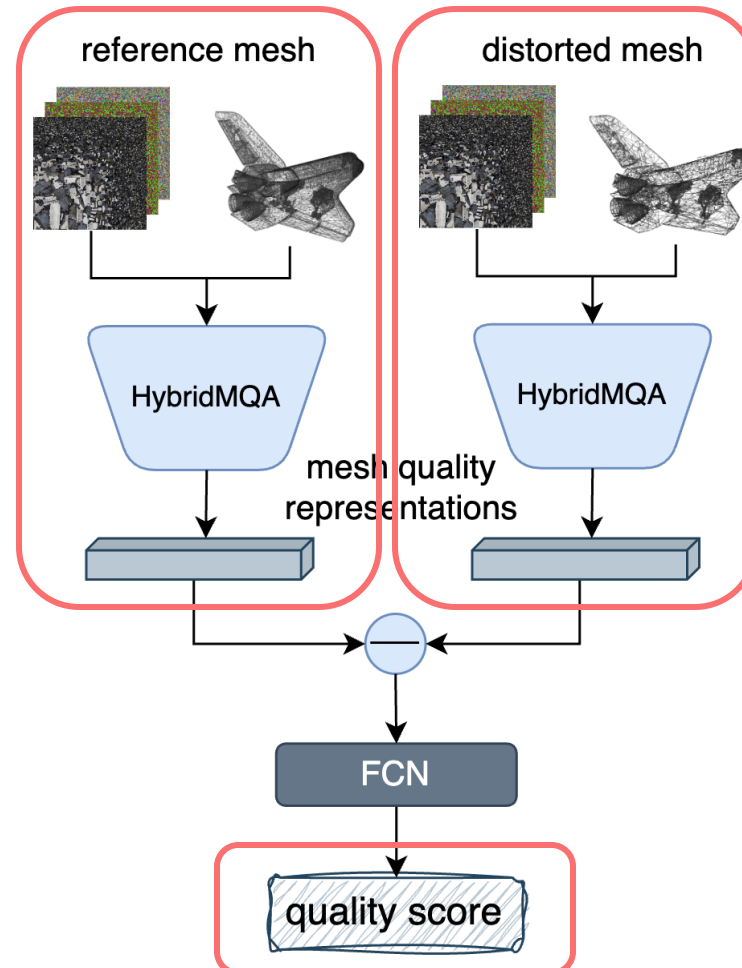 reference mesh
distorted mesh
HybridMQA
HybridMQA
mesh quality
representations
FCN
quality score